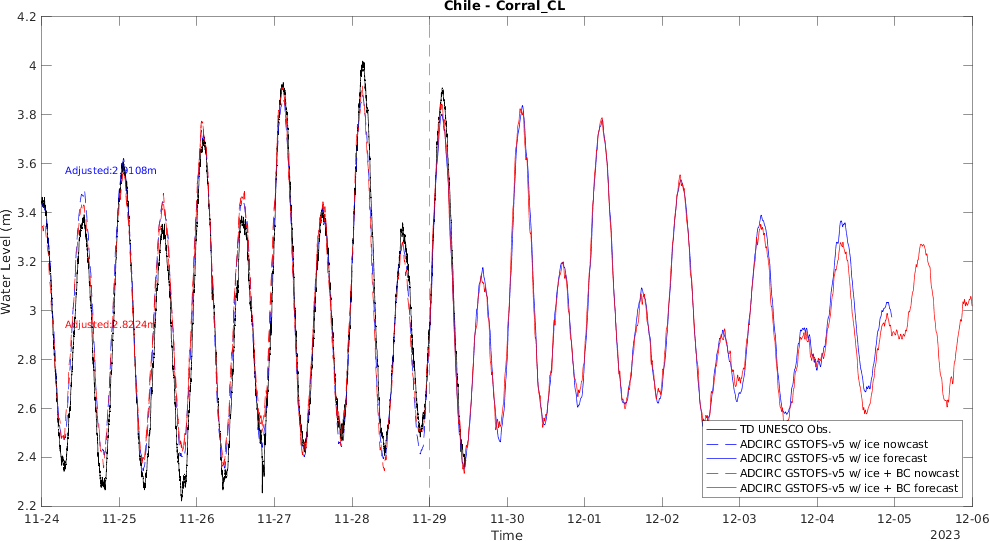 Chile - Corral_CL
4.2
4
3.8
3.6
3.4
3.2
3
2.8
2.6
2.4
2.2
Water Level (m)
Adjusted:2.9108m
Adjusted:2.8224m
TD UNESCO Obs.
ADCIRC GSTOFS-v5 w/ ice nowcast
ADCIRC GSTOFS-v5 w/ ice forecast
ADCIRC GSTOFS-v5 w/ ice + BC nowcast
ADCIRC GSTOFS-v5 w/ ice + BC forecast
11-24 11-25 11-26 11-27 11-28 11-29 11-30 12-01 12-02 12-03 12-04 12-05 12-06
Time
2023